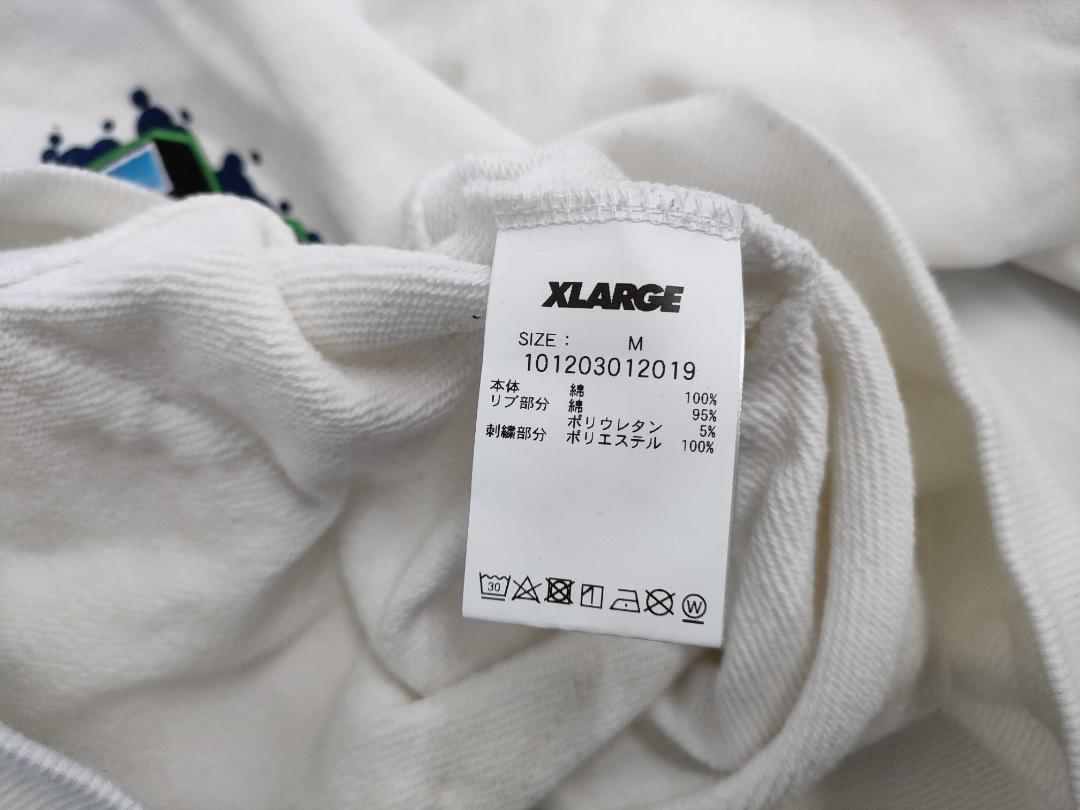 XLARGE
SIZE : M
101203012019
本体 綿 100%
リブ部分 綿 95%
ポリウレタン 5%
刺繍部分 ポリエステル 100%
30 W